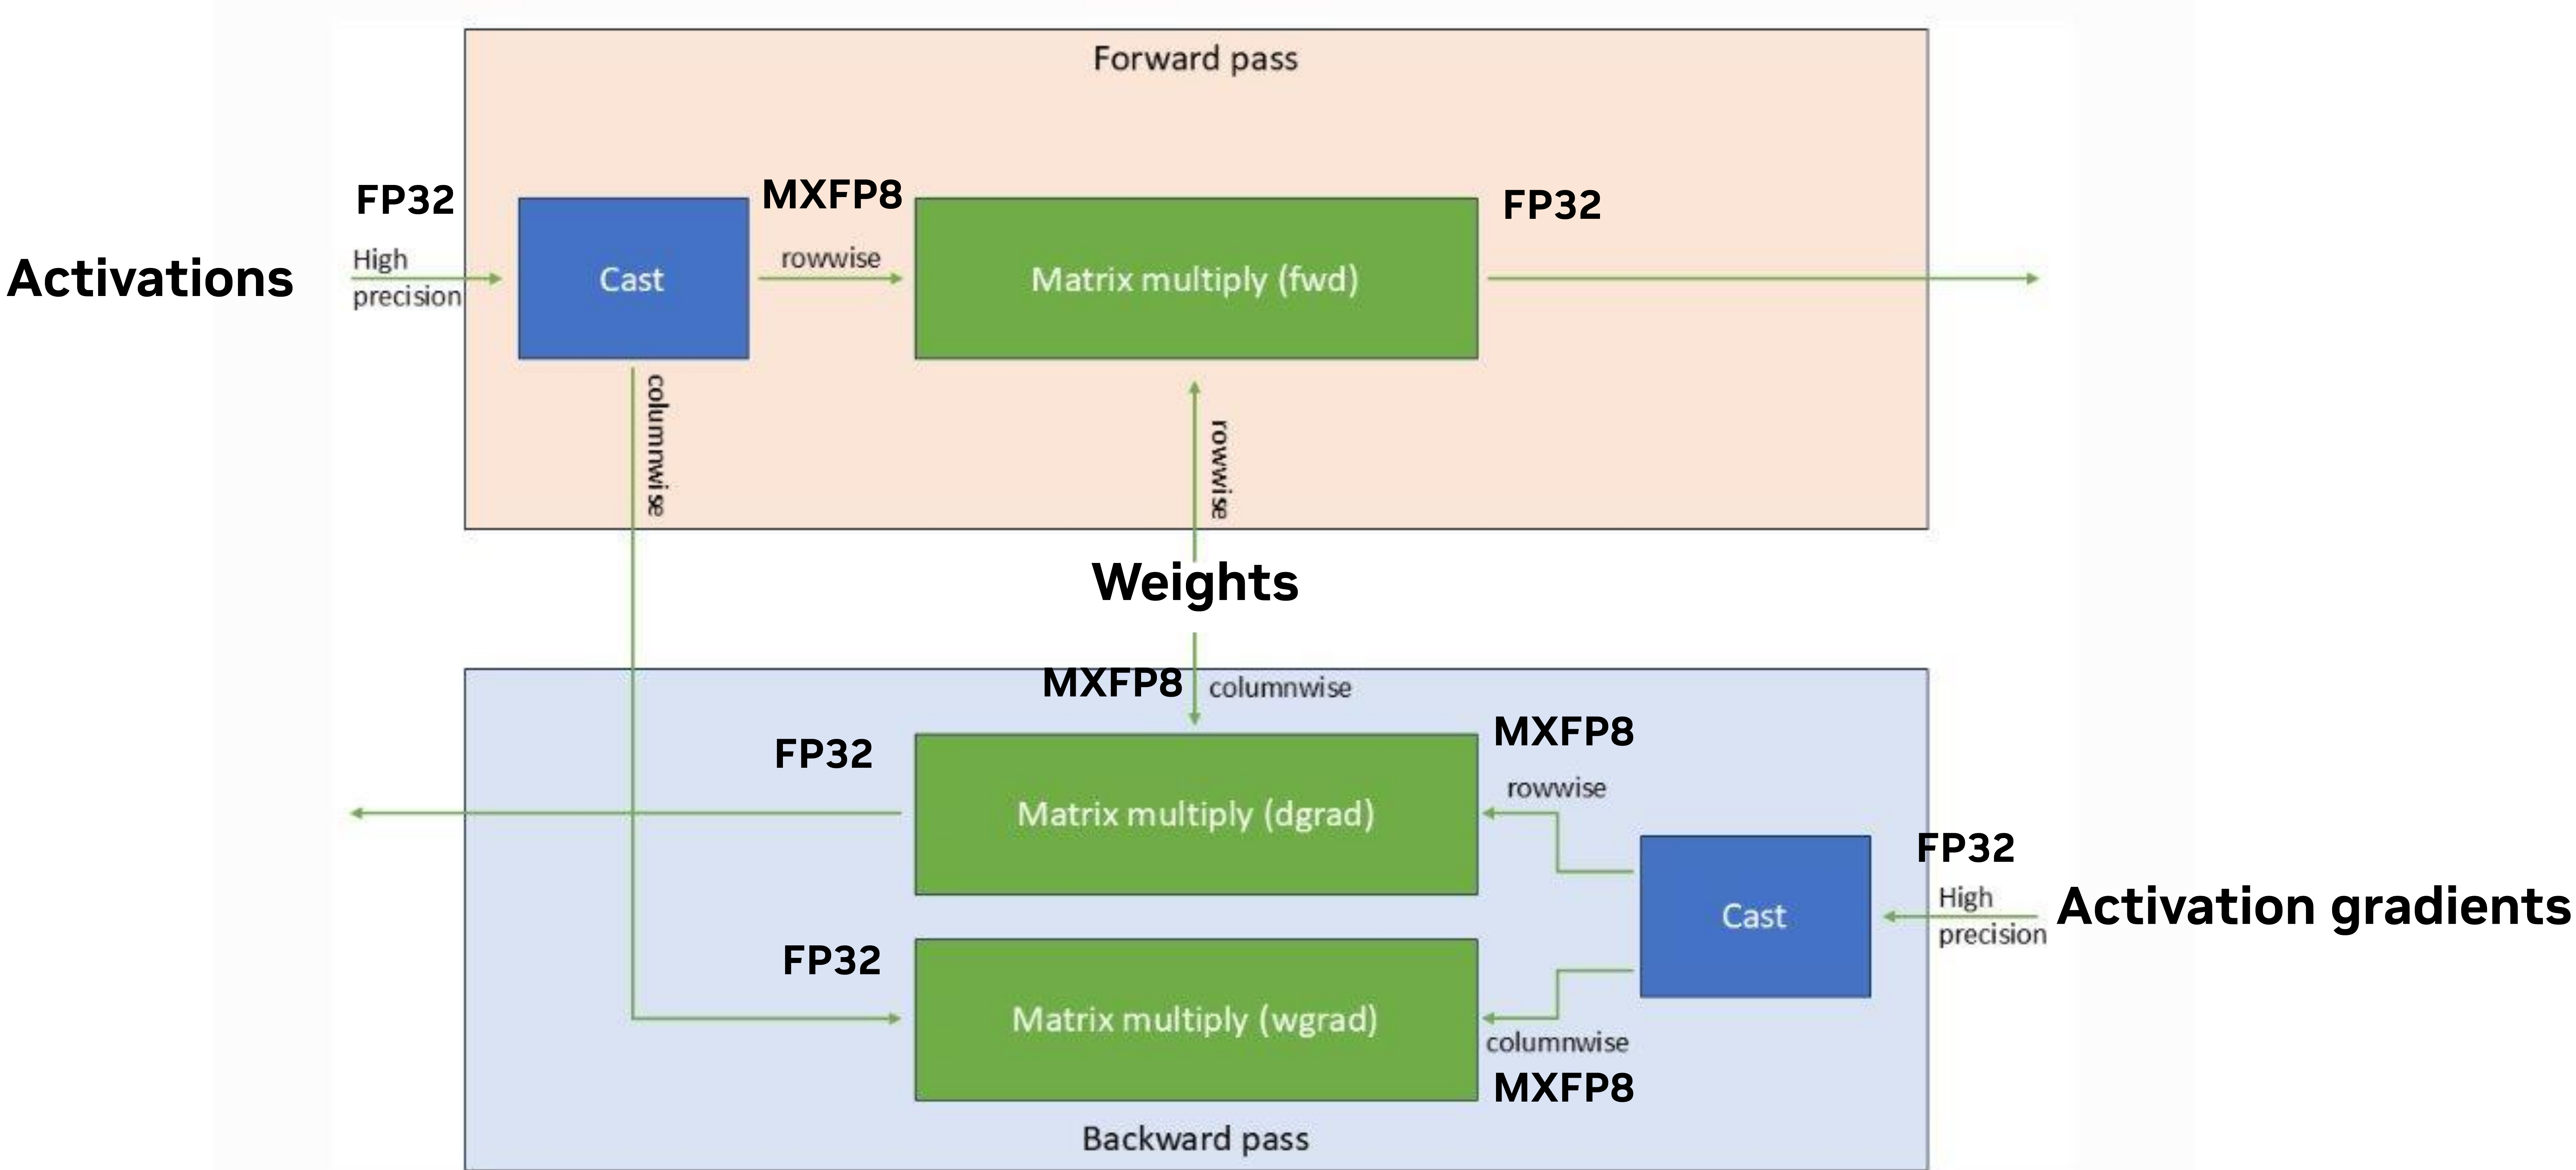 Forward pass
FP32
MXFP8
FP32
Activations
High
precision
Cast
rowwise
Matrix multiply (fwd)
columnwise
rowwise
Weights
MXFP8
columnwise
FP32
MXFP8
Matrix multiply (dgrad)
rowwise
FP32
High
precision
Activation gradients
Cast
FP32
Matrix multiply (wgrad)
columnwise
MXFP8
Backward pass